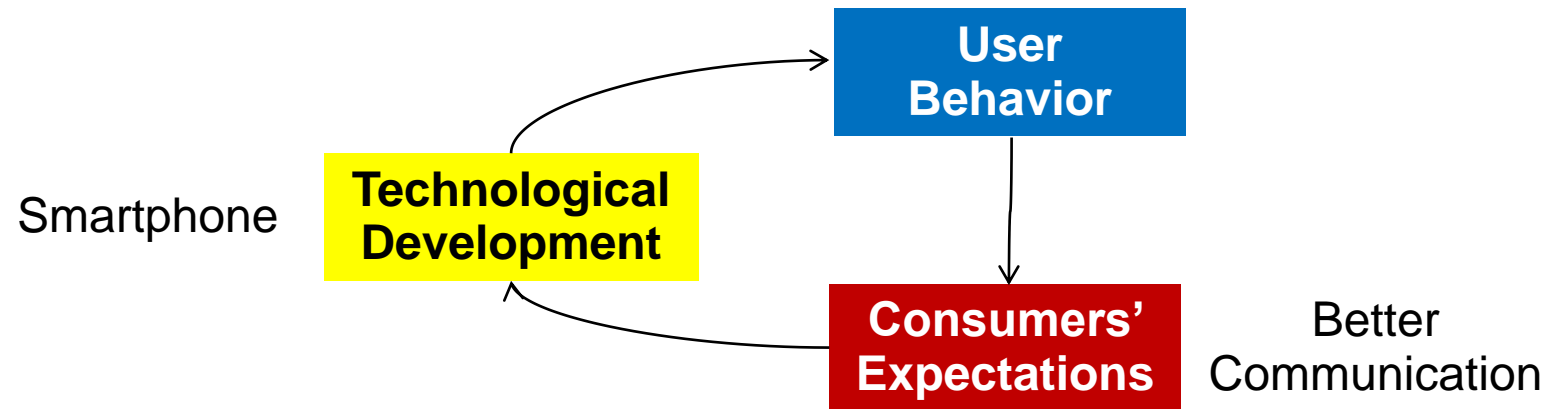 User
Behavior
Smartphone
Technological
Development
Consumers’
Expectations
Better
Communication